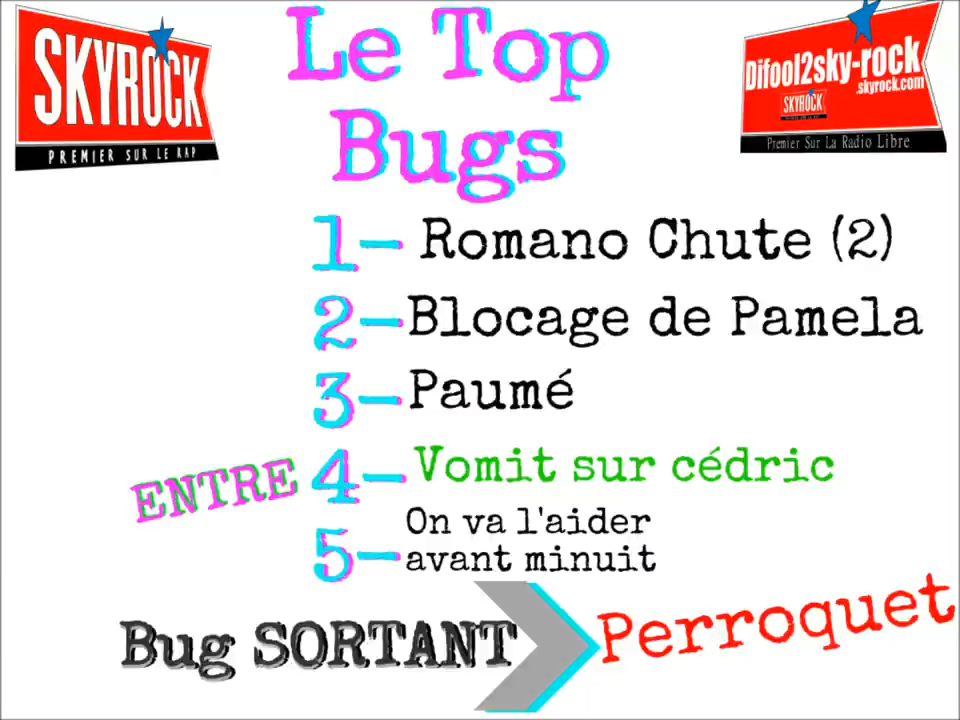 SKYROCK
PREMIER SUR LE RAP
Le Top
Bugs
Difool2sky-rock
.skyrock.com
SKYROCK
Premier Sur La Radio Libre
1- Romano Chute (2)
2- Blocage de Pamela
3- Paumé
ENTRE 4- Vomit sur cédric
5- On va l'aider
avant minuit
Bug SORTANT Perroquet